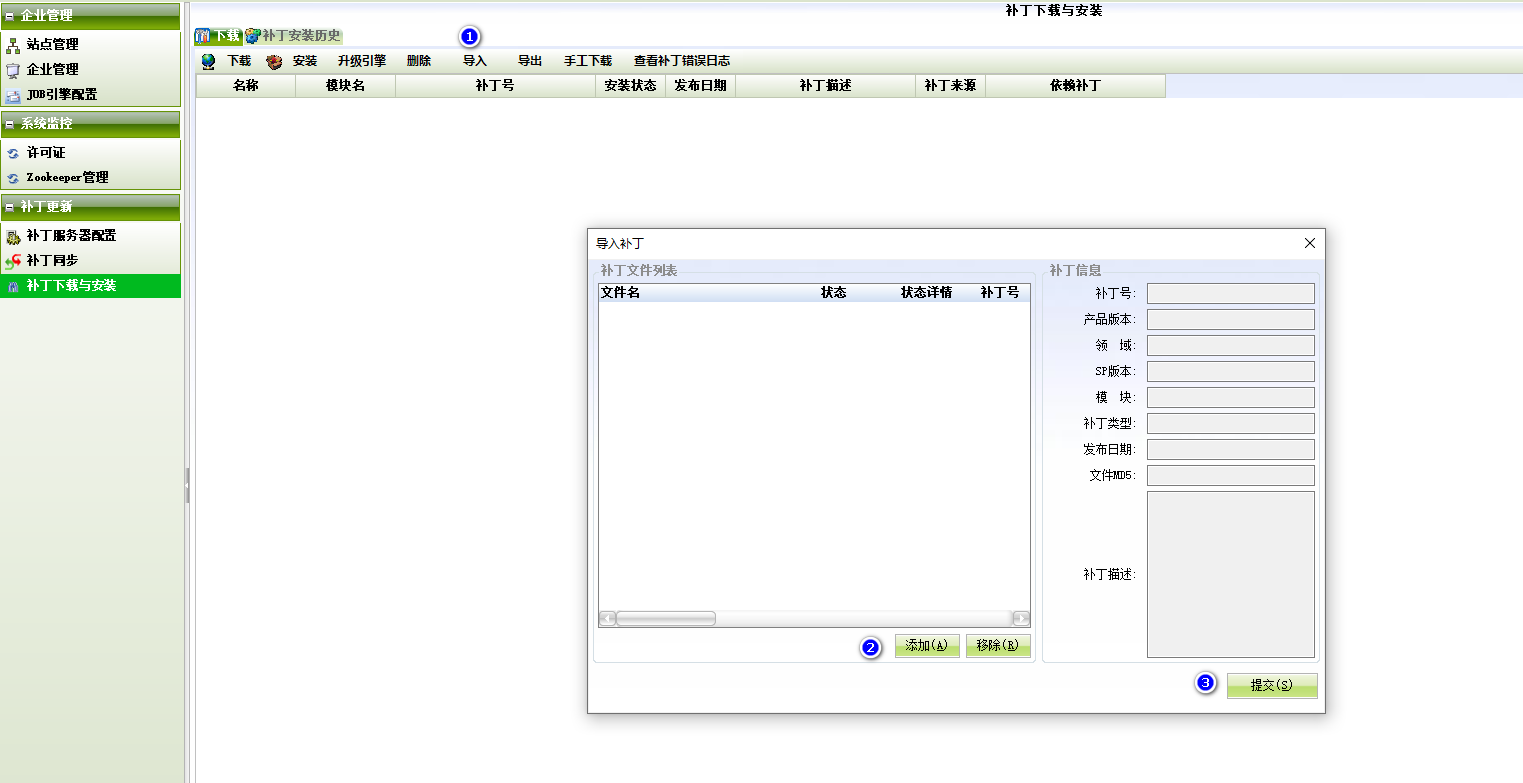 企业管理
站点管理
企业管理
JOB引擎配置
系统监控
许可证
Zookeeper管理
补丁更新
补丁服务器配置
补丁同步
补丁下载与安装
补丁下载与安装
下载 补丁安装历史
1
下载 安装 升级引擎 删除 导入 导出 手工下载 查看补丁错误日志
名称 模块名 补丁号 安装状态 发布日期 补丁描述 补丁来源 依赖补丁
导入补丁
补丁文件列表
文件名 状态 状态详情 补丁号
2 添加(A) 移除(R)
补丁信息
补丁号:
产品版本:
领 域:
SP版本:
模 块:
补丁类型:
发布日期:
文件MD5:
补丁描述:
3 提交(S)